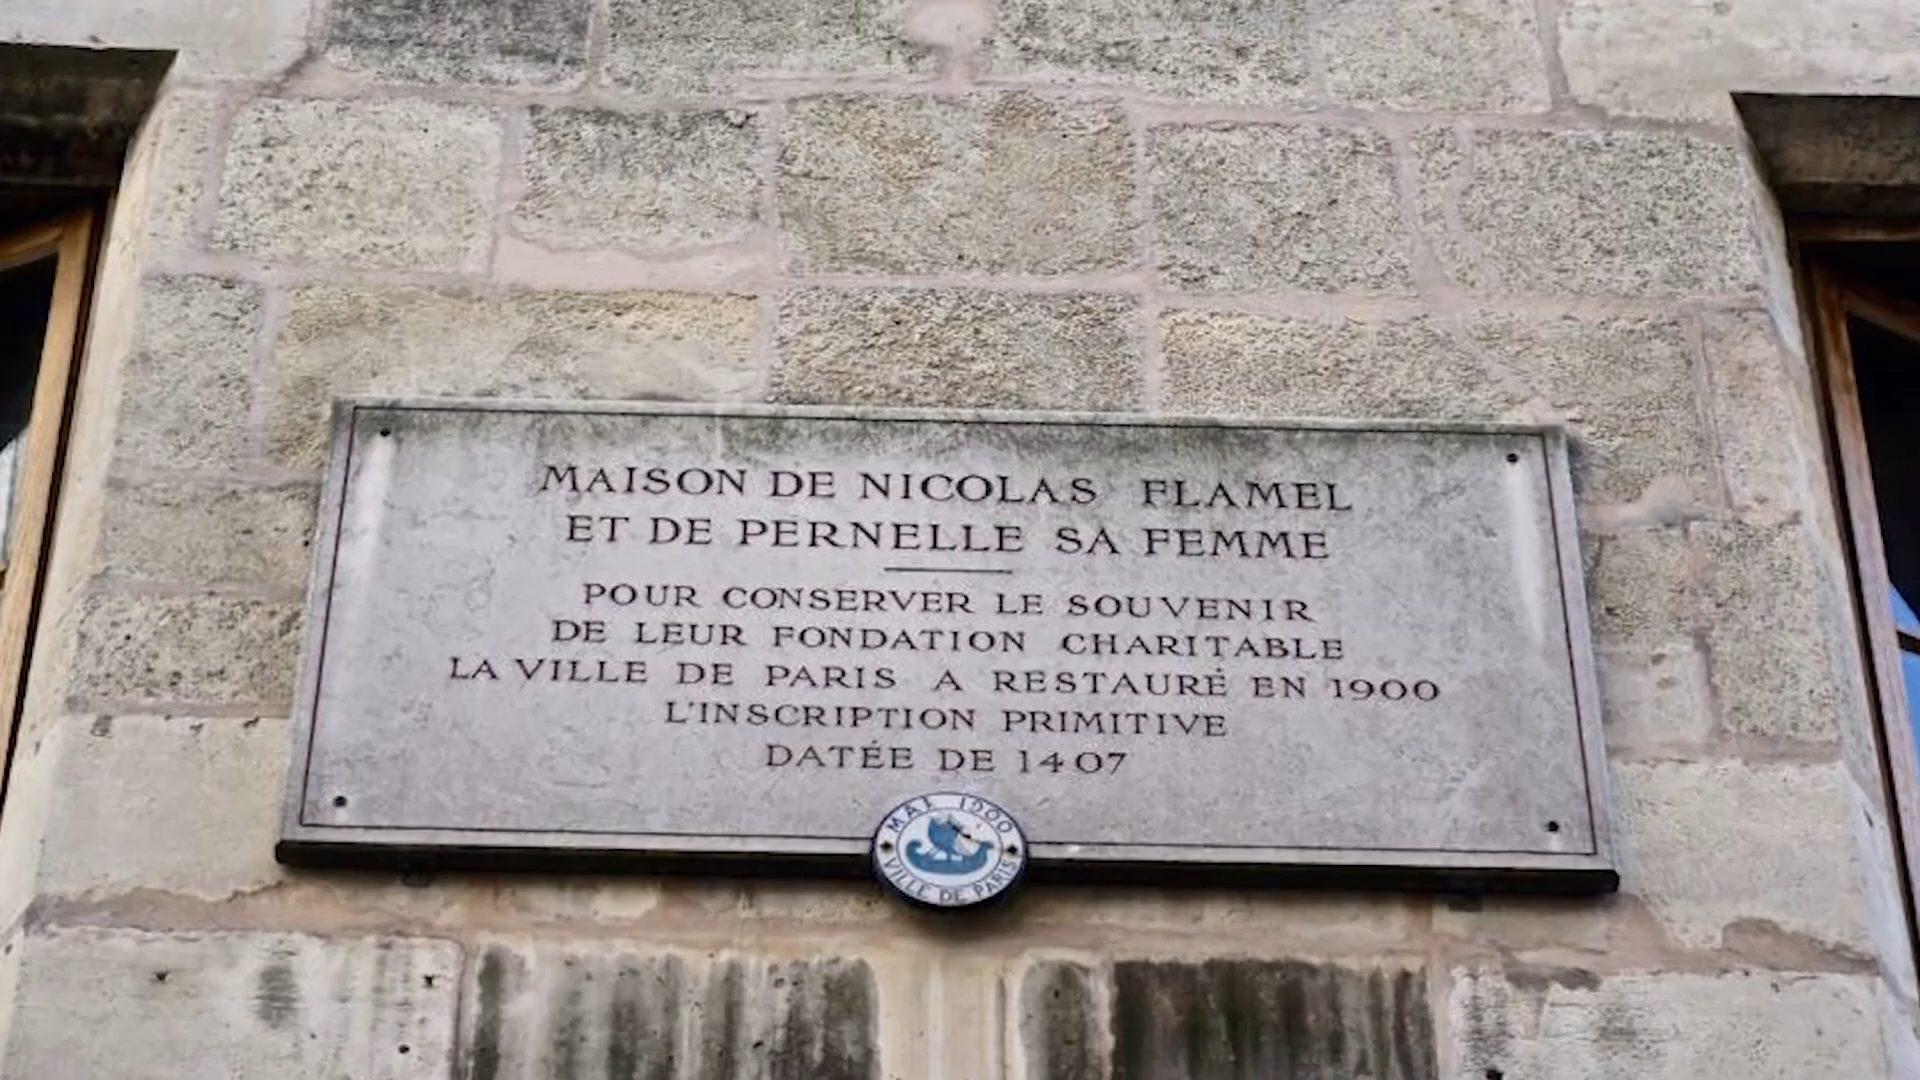 MAISON DE NICOLAS FLAMEL
ET DE PERNELLE SA FEMME
POUR CONSERVER LE SOUVENIR
DE LEUR FONDATION CHARITABLE
LA VILLE DE PARIS A RESTAURÉ EN 1900
L'INSCRIPTION PRIMITIVE
DATÉE DE 1407
MAI 1900
VILLE DE PARIS